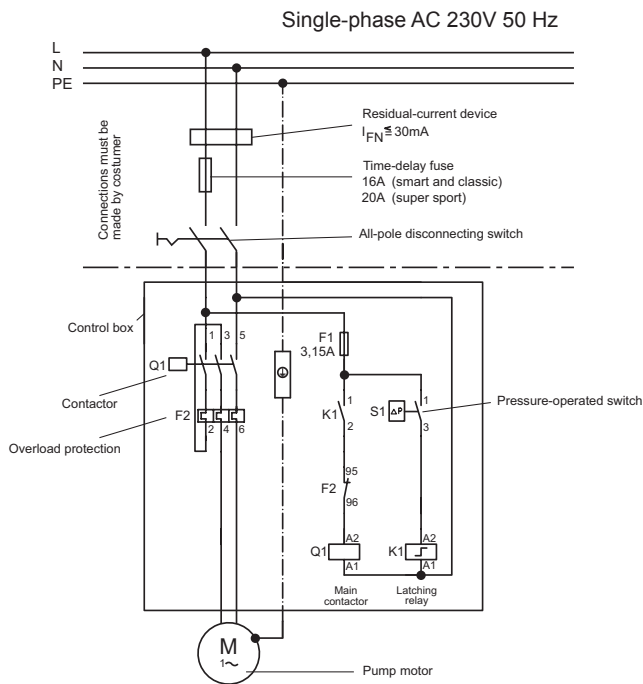 Single-phase AC 230V 50 Hz
L
N
PE
Connections must be
made by costumer
Residual-current device
I FN ≦ 30mA
Time-delay fuse
16A (smart and classic)
20A (super sport)
All-pole disconnecting switch
Control box
1 3 5
F1
3,15A
Q1
Contactor
K1
1
2
S1
ΔP
1
3
Pressure-operated switch
F2
2 4 6
Overload protection
95
F2
96
Q1
A2
A1
K1
A2
A1
Main
contactor
Latching
relay
M
1~
Pump motor